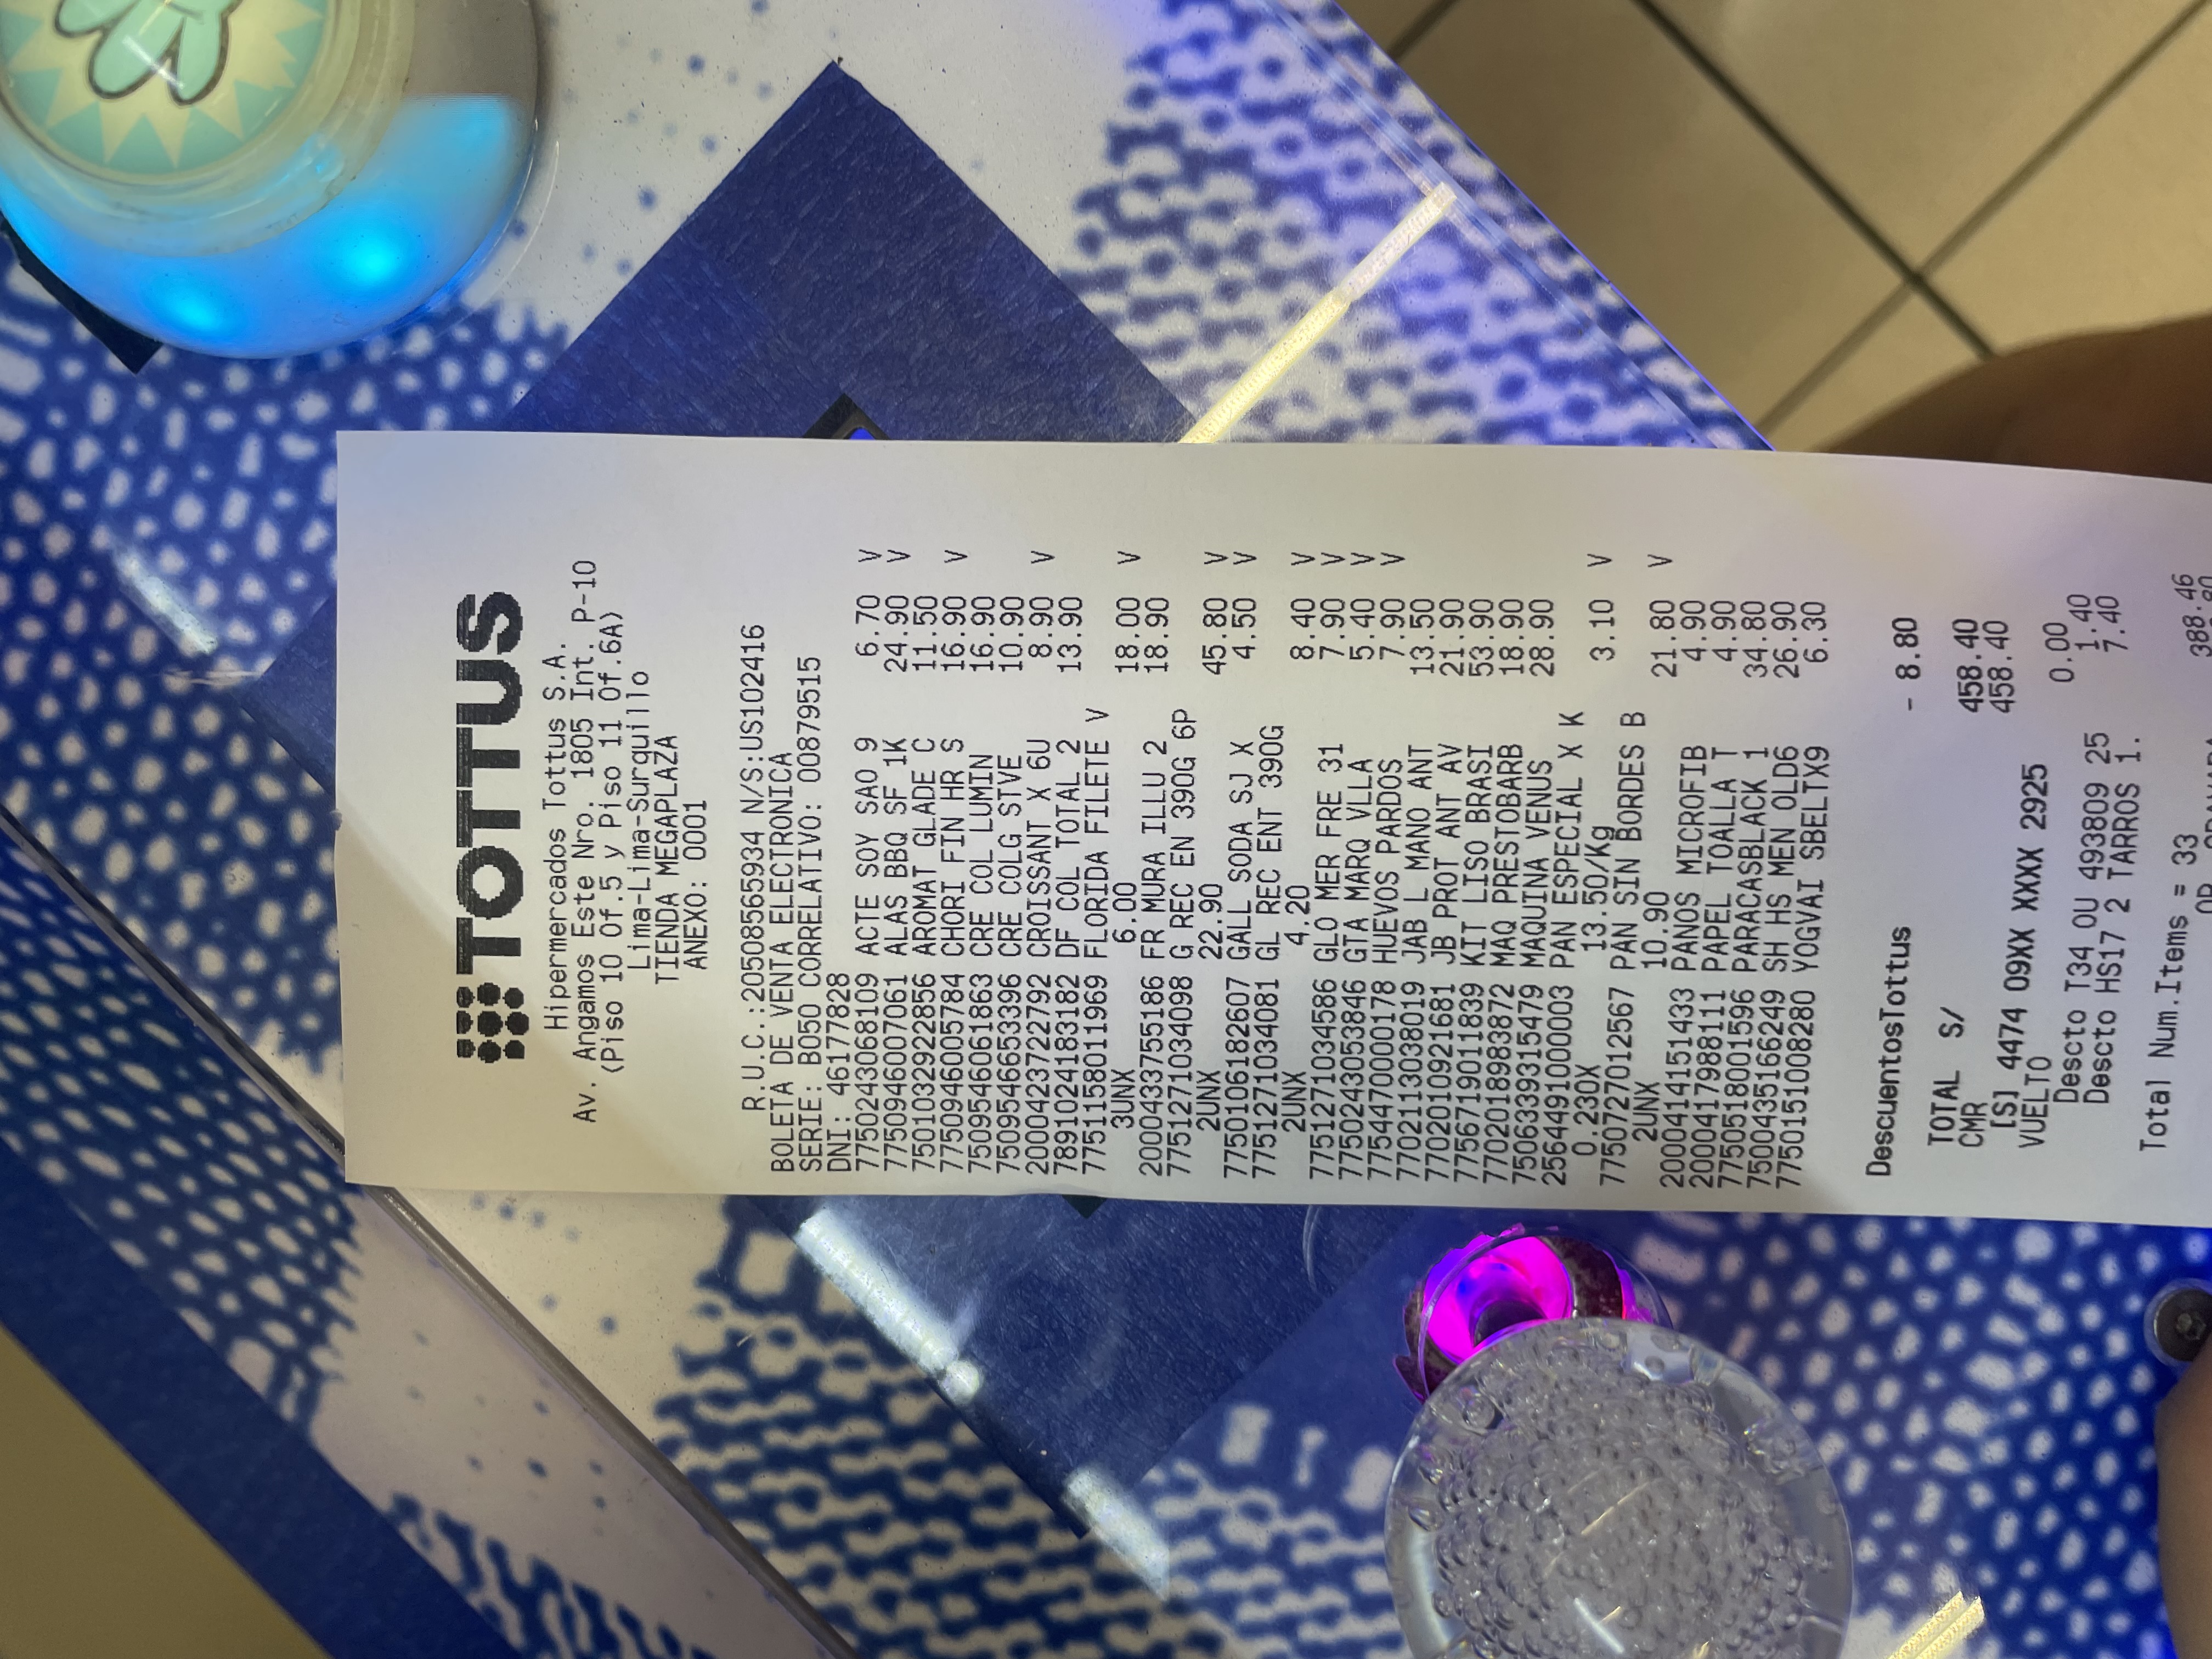 TOTTUS
Hipermercados Tottus S.A.
Av. Angamos Este Nro. 1805 Int. P-10
(Piso 10 Of.5 y Piso 11 Of.6A)
Lima-Lima-Surquillo
TIENDA MEGAPLAZA
ANEXO: 0001
R.U.C.:20508565934 N/S:US102416
BOLETA DE VENTA ELECTRONICA
SERIE: B050 CORRELATIVO: 00879515
DNI: 46177828
7750243068109 ACTE SOY SAO 9 6.70 V
7750946007061 ALAS BBQ SF 1K 24.90 V
7501032922856 AROMAT GLADE C 11.50
7750946005784 CHORI FIN HR S 16.90 V
7509546061863 CRE COL LUMIN 16.90
7509546653396 CRE COLG STVE 10.90
2000423722792 CROISSANT X 6U 8.90 V
7891024183182 DF COL TOTAL 2 13.90
7751158011969 FLORIDA FILETE V
3UNX 6.00 18.00 V
2000433755186 FR MURA ILLU 2 18.90
7751271034098 G REC EN 390G 6P
2UNX 22.90 45.80 V
7750106182607 GALL SODA SJ X 4.50 V
7751271034081 GL REC ENT 390G
2UNX 4.20 8.40 V
7751271034586 GLO MER FRE 31 7.90 V
7750243053846 GTA MARQ VLLA 5.40 V
7754470000178 HUEVOS PARDOS 7.90 V
7702113038019 JAB L MANO ANT 13.50
7702010921681 JB PROT ANT AV 21.90
7756719011839 KIT LISO BRASI 53.90
7702018983872 MAQ PRESTOBARB 18.90
7506339315479 MAQUINA VENUS 28.90
2564491000003 PAN ESPECIAL X K
0.230X 13.50/Kg 3.10 V
7750727012567 PAN SIN BORDES B
2UNX 10.90 21.80 V
2000414151433 PANOS MICROFIB 4.90
2000417988111 PAPEL TOALLA T 4.90
7750518001596 PARACASBLACK 1 34.80
7500435166249 SH HS MEN OLD6 26.90
7750151008280 YOGVAI SBELTX9 6.30
DescuentosTottus - 8.80
TOTAL S/ 458.40
CMR 458.40
[S] 4474 09XX XXXX 2925
VUELTO 0.00
Descto T34 OU 493809 25 1.40
Descto HS17 2 TARROS 1. 7.40
Total Num.Items = 33
388.46